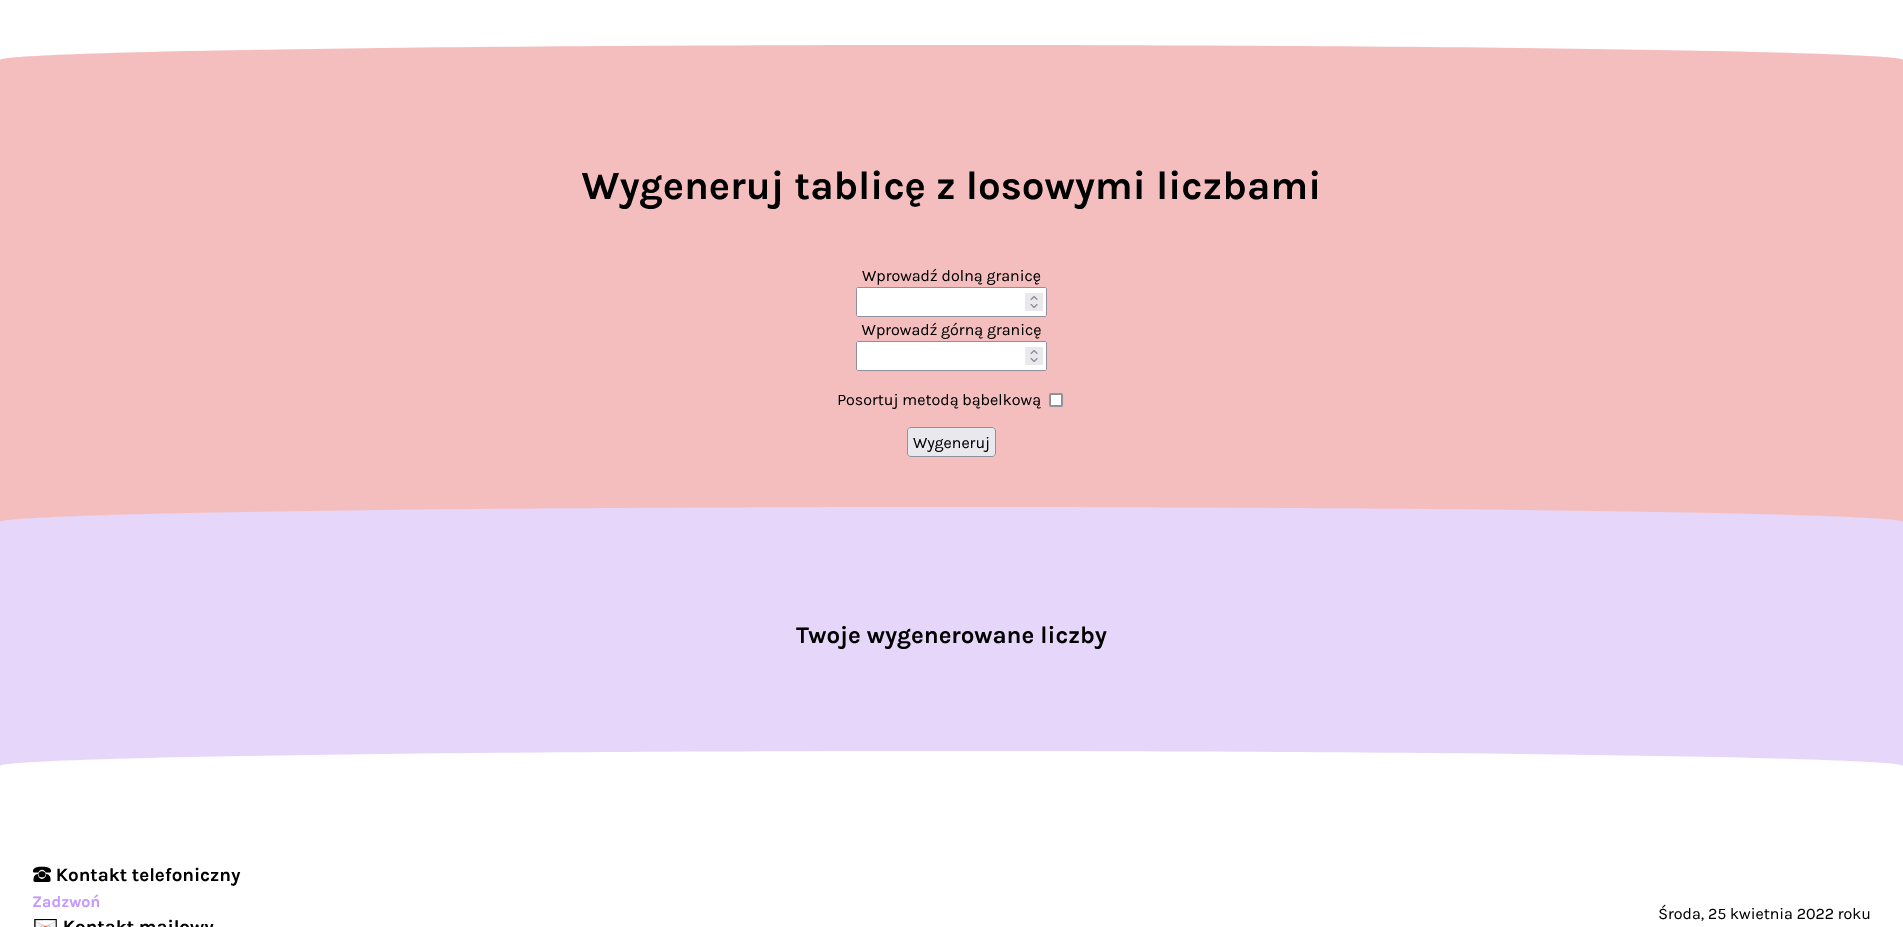 Wygeneruj tablicę z losowymi liczbami
Wprowadź dolną granicę
Wprowadź górną granicę
Posortuj metodą bąbelkową
Wygeneruj
Twoje wygenerowane liczby
Kontakt telefoniczny
Zadzwoń
Kontakt mailowy
Środa, 25 kwietnia 2022 roku